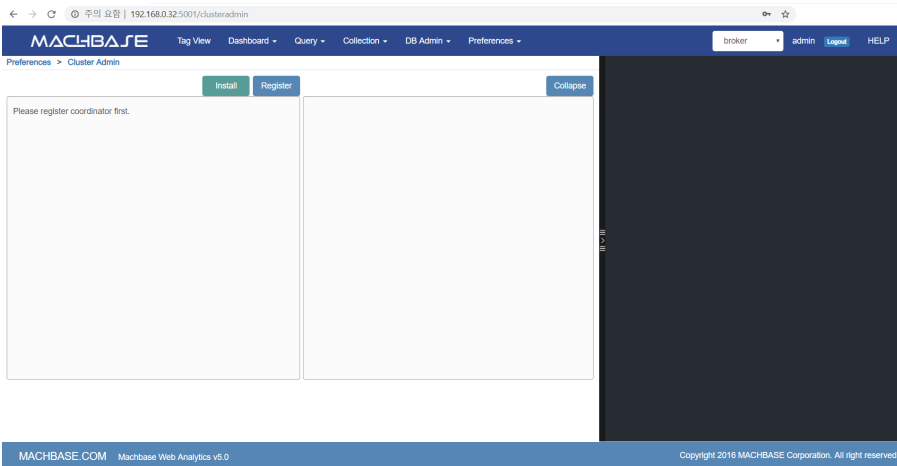 주의 요함 | 192.168.0.32:5001/clusteradmin
MACHBASE Tag View Dashboard Query Collection DB Admin Preferences broker admin Logout HELP
Preferences > Cluster Admin
Install Register Collapse
Please register coordinator first.
MACHBASE.COM Machbase Web Analytics v5.0 Copyright 2016 MACHBASE Corporation. All right reserved